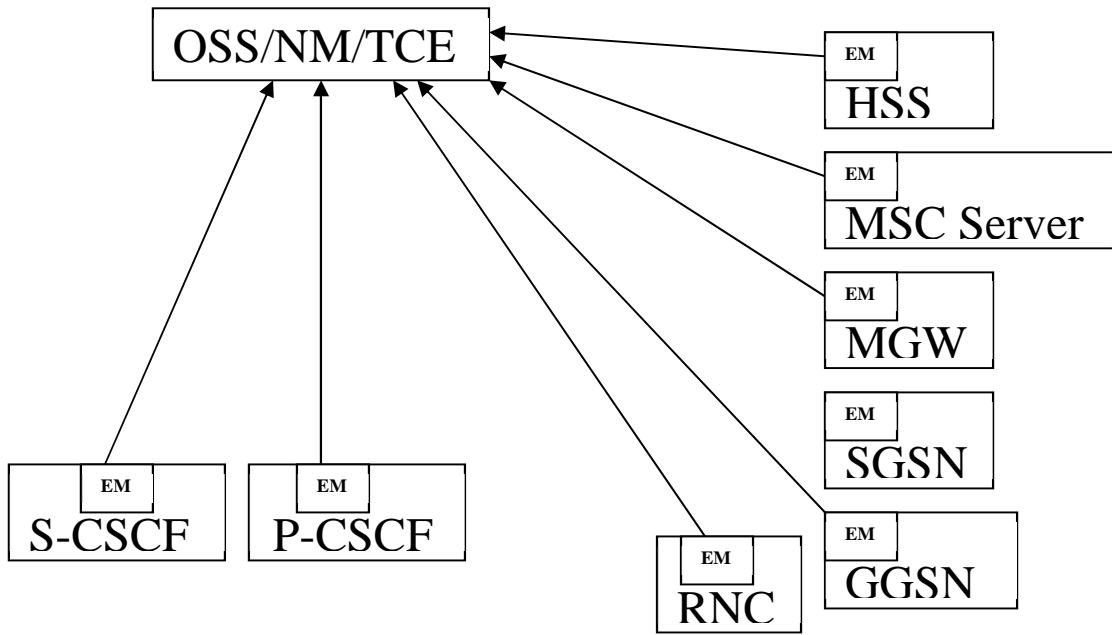 OSS/NM/TCE
EM
HSS
EM
MSC Server
EM
MGW
EM
SGSN
EM
GGSN
EM
S-CSCF
EM
P-CSCF
EM
RNC